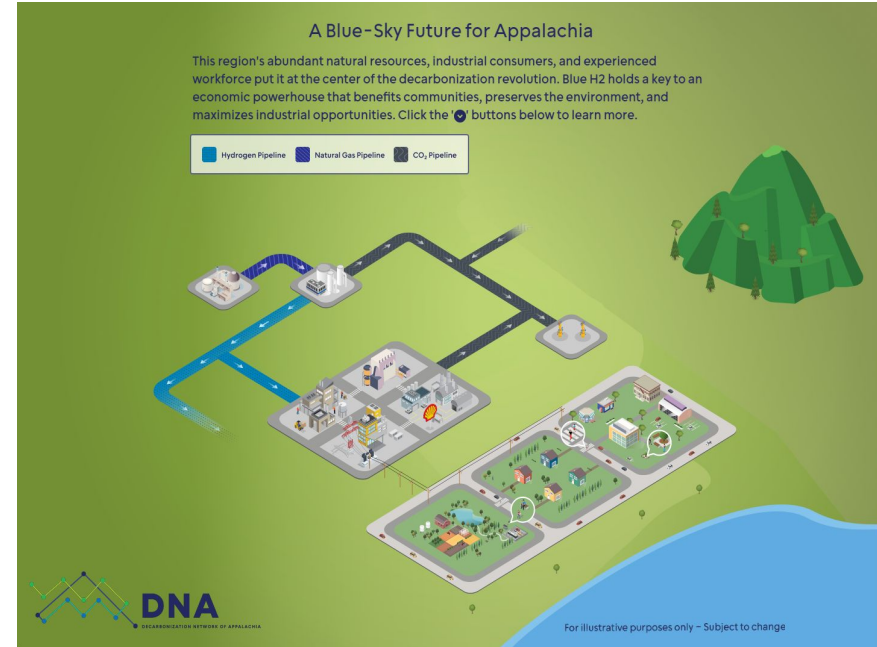 A Blue-Sky Future for Appalachia
This region's abundant natural resources, industrial consumers, and experienced
workforce put it at the center of the decarbonization revolution. Blue H2 holds a key to an
economic powerhouse that benefits communities, preserves the environment, and
maximizes industrial opportunities. Click the '' buttons below to learn more.
Hydrogen Pipeline Natural Gas Pipeline CO₂ Pipeline
DNA
DECARBONIZATION NETWORK OF APPALACHIA
For illustrative purposes only – Subject to change